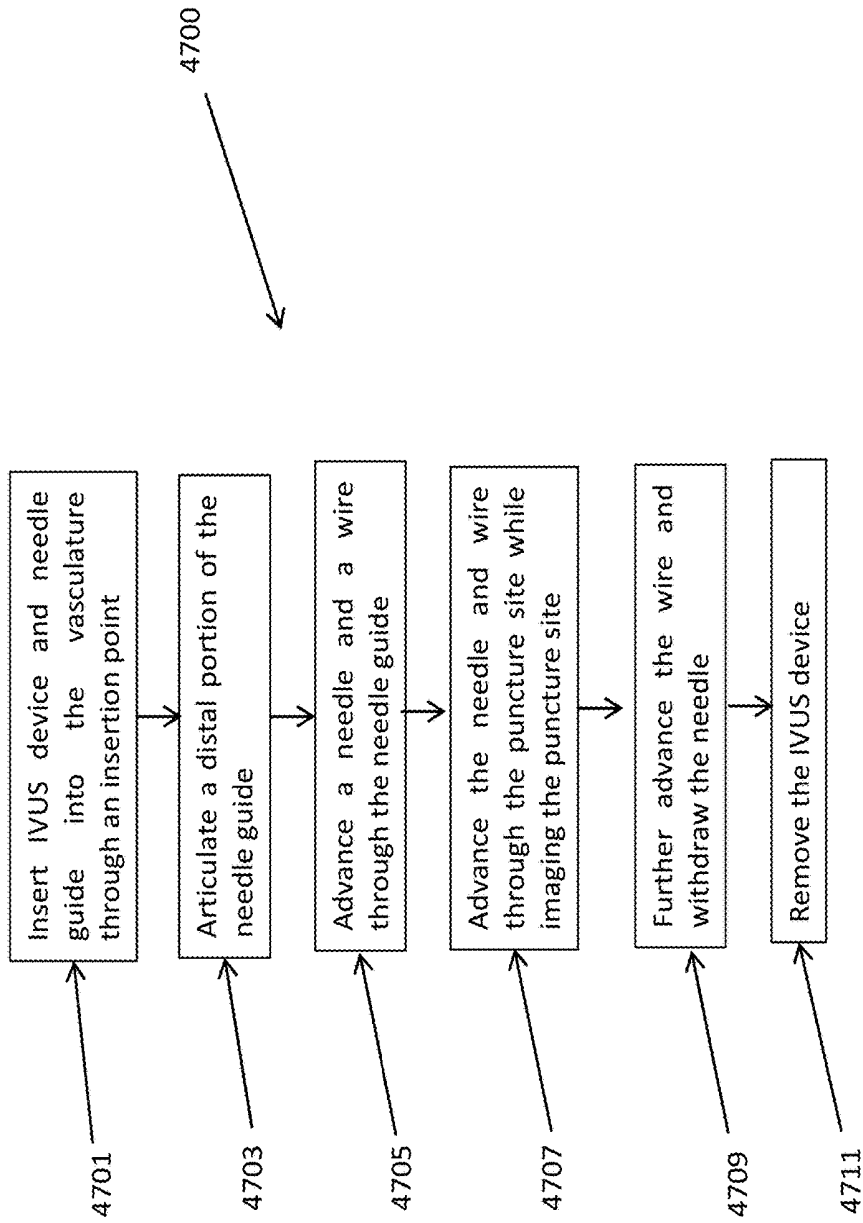 4700
4701
Insert IVUS device and needle
guide into the vasculature
through an insertion point
4703
Articulate a distal portion of the
needle guide
4705
Advance a needle and a wire
through the needle guide
4707
Advance the needle and wire
through the puncture site while
imaging the puncture site
4709
Further advance the wire and
withdraw the needle
4711
Remove the IVUS device